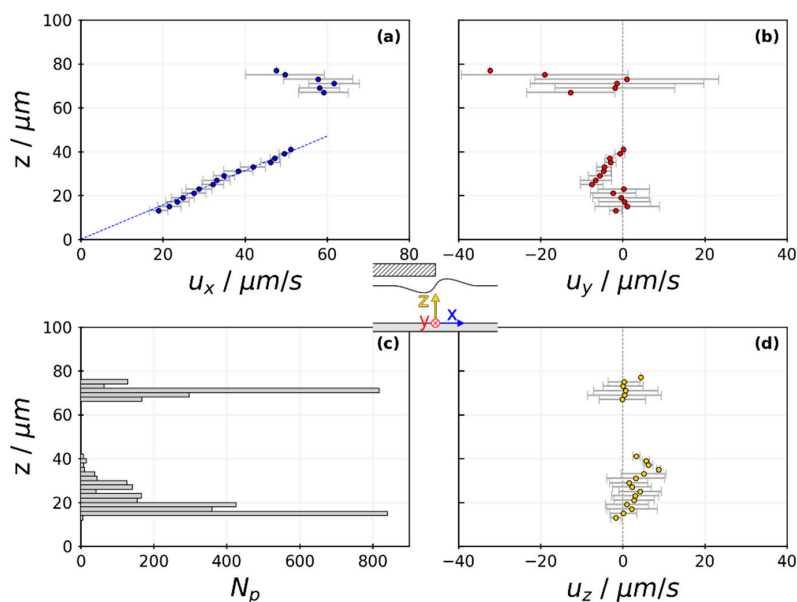 100
80
60
40
20
0
z / μm
(a)
0 20 40 60 80
u_x / μm/s
(b)
-40 -20 0 20 40
u_y / μm/s
z
y x
100
80
60
40
20
0
z / μm
(c)
0 200 400 600 800
N_p
(d)
−40 −20 0 20 40
u_z / μm/s